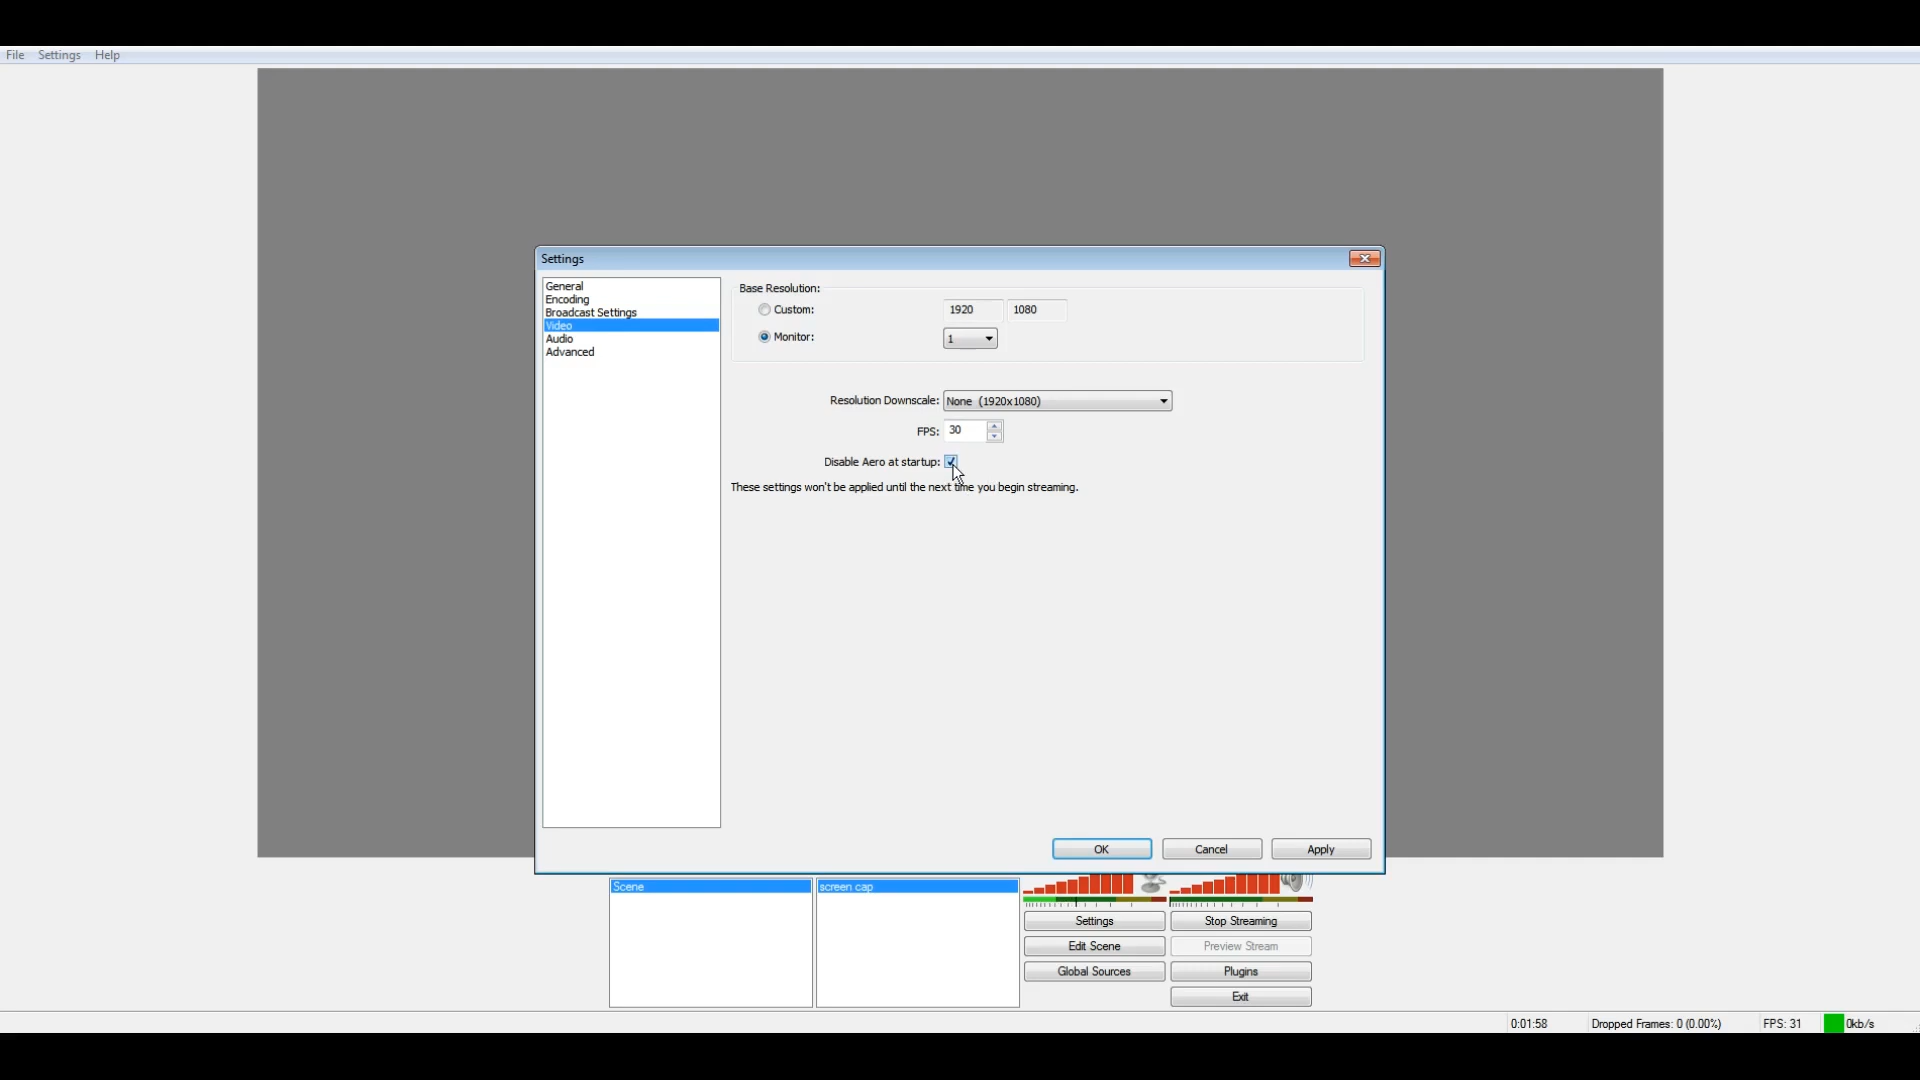 File Settings Help
Settings
General
Encoding
Broadcast Settings
Video
Audio
Advanced
Base Resolution:
Custom: 1920 1080
Monitor: 1
Resolution Downscale: None (1920x1080)
FPS: 30
Disable Aero at startup:
These settings won't be applied until the next time you begin streaming.
OK Cancel Apply
Scene screen cap
Settings Stop Streaming
Edit Scene Preview Stream
Global Sources Plugins
Exit
0:01:58 Dropped Frames: 0 (0.00%) FPS: 31 0kb/s